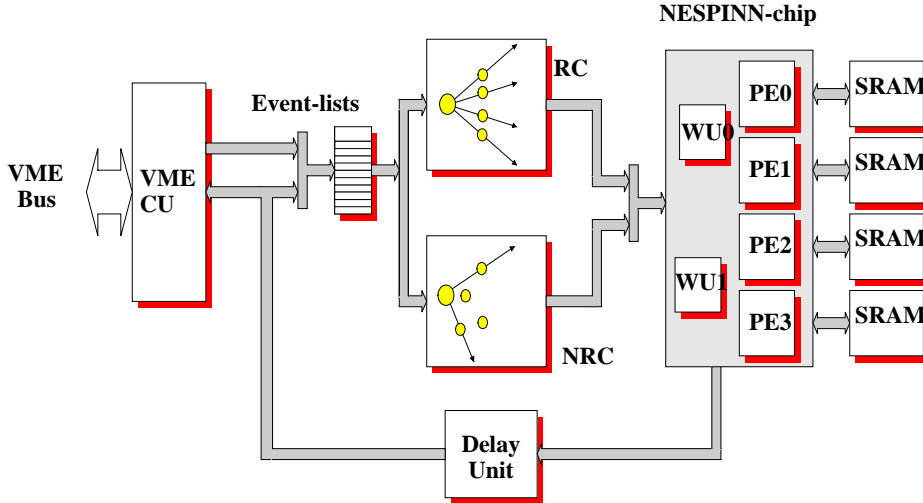 NESPINN-chip
RC
Event-lists
PE0
SRAM
WU0
VME
Bus
VME
CU
PE1
SRAM
PE2
SRAM
WU1
PE3
SRAM
NRC
Delay
Unit